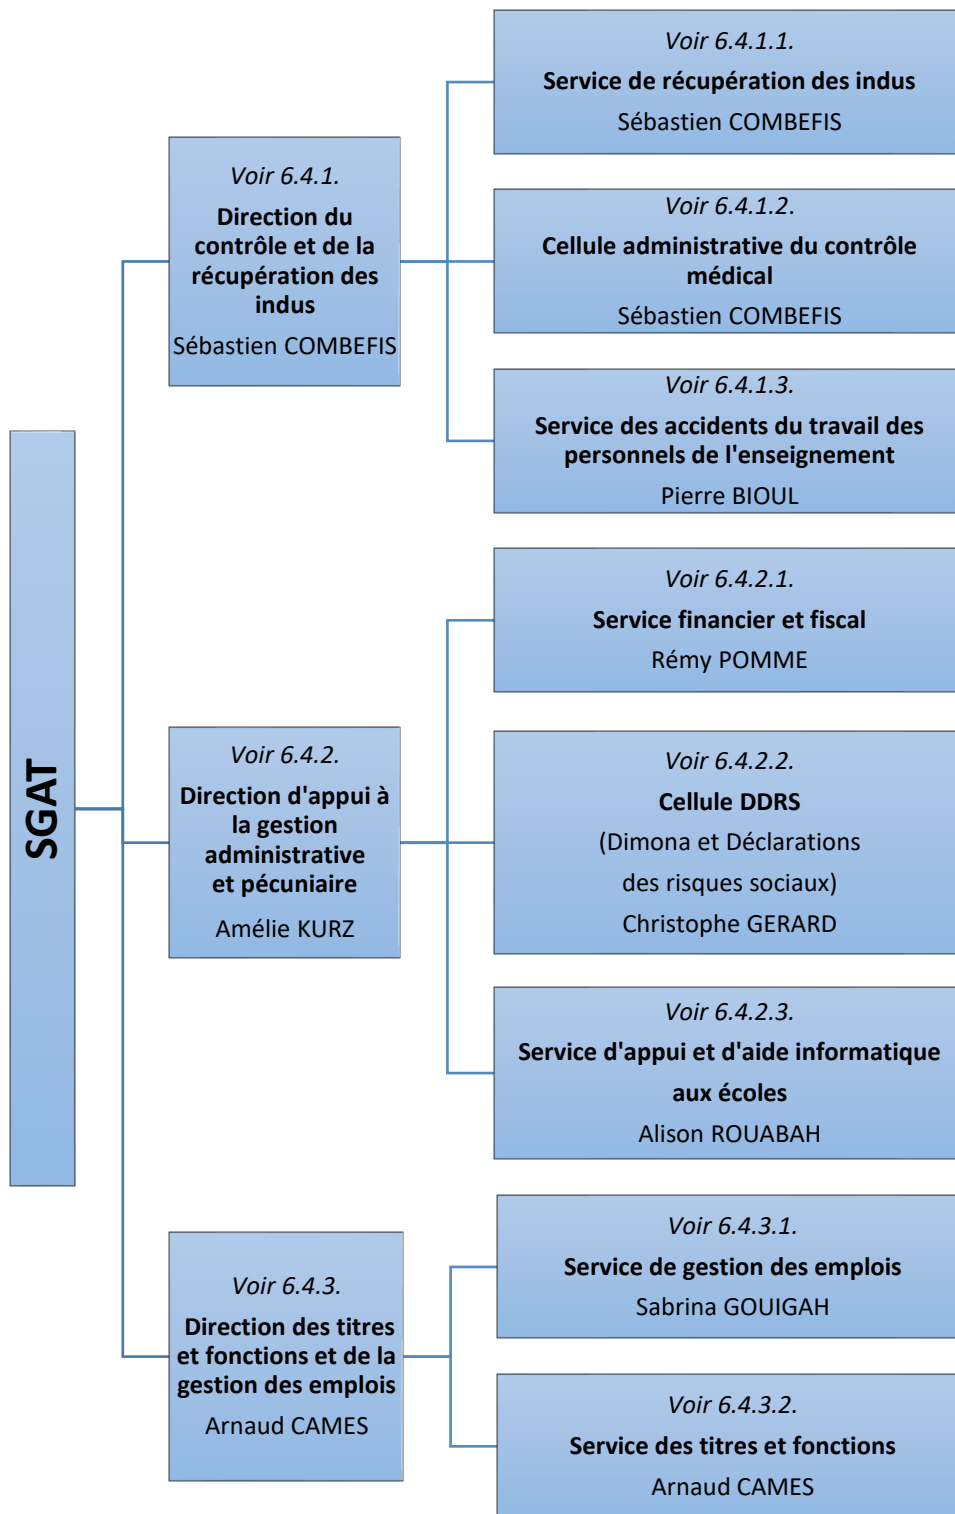 SGAT
Voir 6.4.1.
Direction du
contrôle et de la
récupération des
indus
Sébastien COMBEFIS
Voir 6.4.1.1.
Service de récupération des indus
Sébastien COMBEFIS
Voir 6.4.1.2.
Cellule administrative du contrôle
médical
Sébastien COMBEFIS
Voir 6.4.1.3.
Service des accidents du travail des
personnels de l'enseignement
Pierre BIOUL
Voir 6.4.2.
Direction d'appui à
la gestion
administrative
et pécuniaire
Amélie KURZ
Voir 6.4.2.1.
Service financier et fiscal
Rémy POMME
Voir 6.4.2.2.
Cellule DDRS
(Dimona et Déclarations
des risques sociaux)
Christophe GERARD
Voir 6.4.2.3.
Service d'appui et d'aide informatique
aux écoles
Alison ROUABAH
Voir 6.4.3.
Direction des titres
et fonctions et de la
gestion des emplois
Arnaud CAMES
Voir 6.4.3.1.
Service de gestion des emplois
Sabrina GOUIGAH
Voir 6.4.3.2.
Service des titres et fonctions
Arnaud CAMES